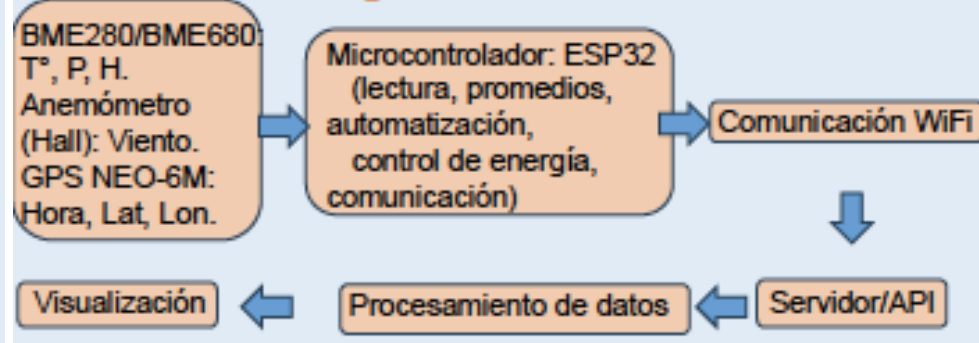 BME280/BME680:
T°, P, H.
Anemómetro
(Hall): Viento.
GPS NEO-6M:
Hora, Lat, Lon.
Microcontrolador: ESP32
(lectura, promedios,
automatización,
control de energía,
comunicación)
Comunicación WiFi
Servidor/API
Procesamiento de datos
Visualización